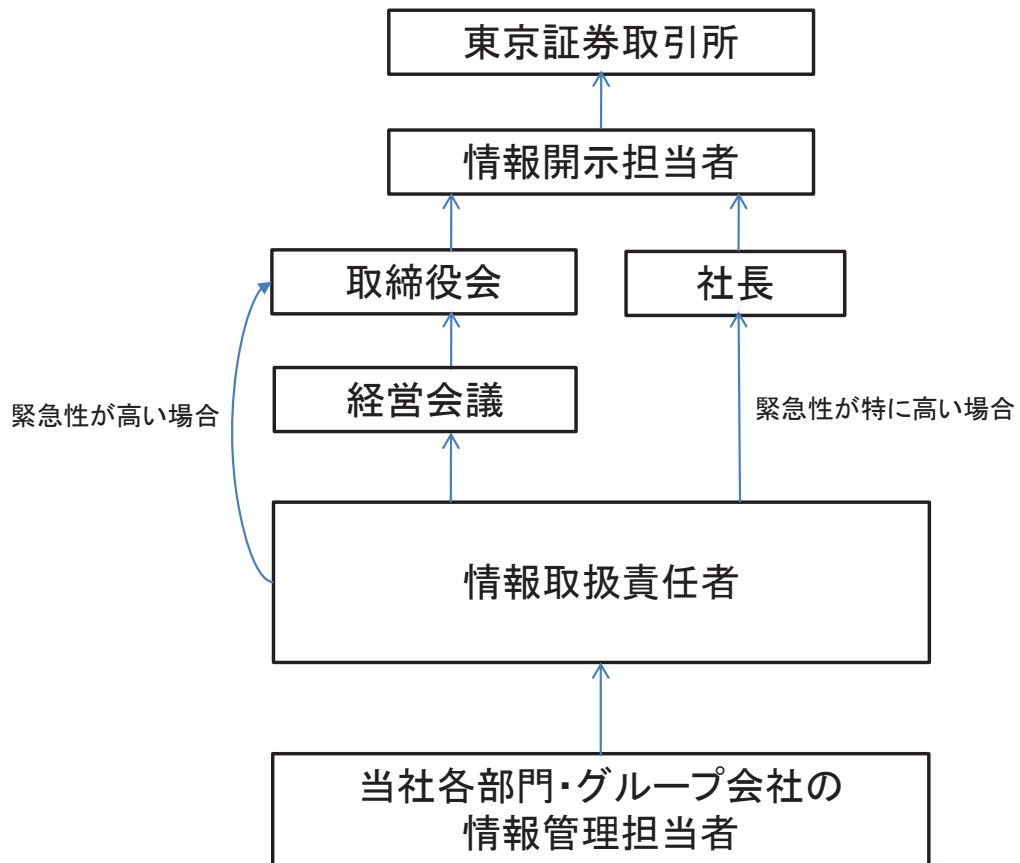 東京証券取引所
情報開示担当者
取締役会
社長
経営会議
緊急性が高い場合
緊急性が特に高い場合
情報取扱責任者
当社各部門・グループ会社の
情報管理担当者